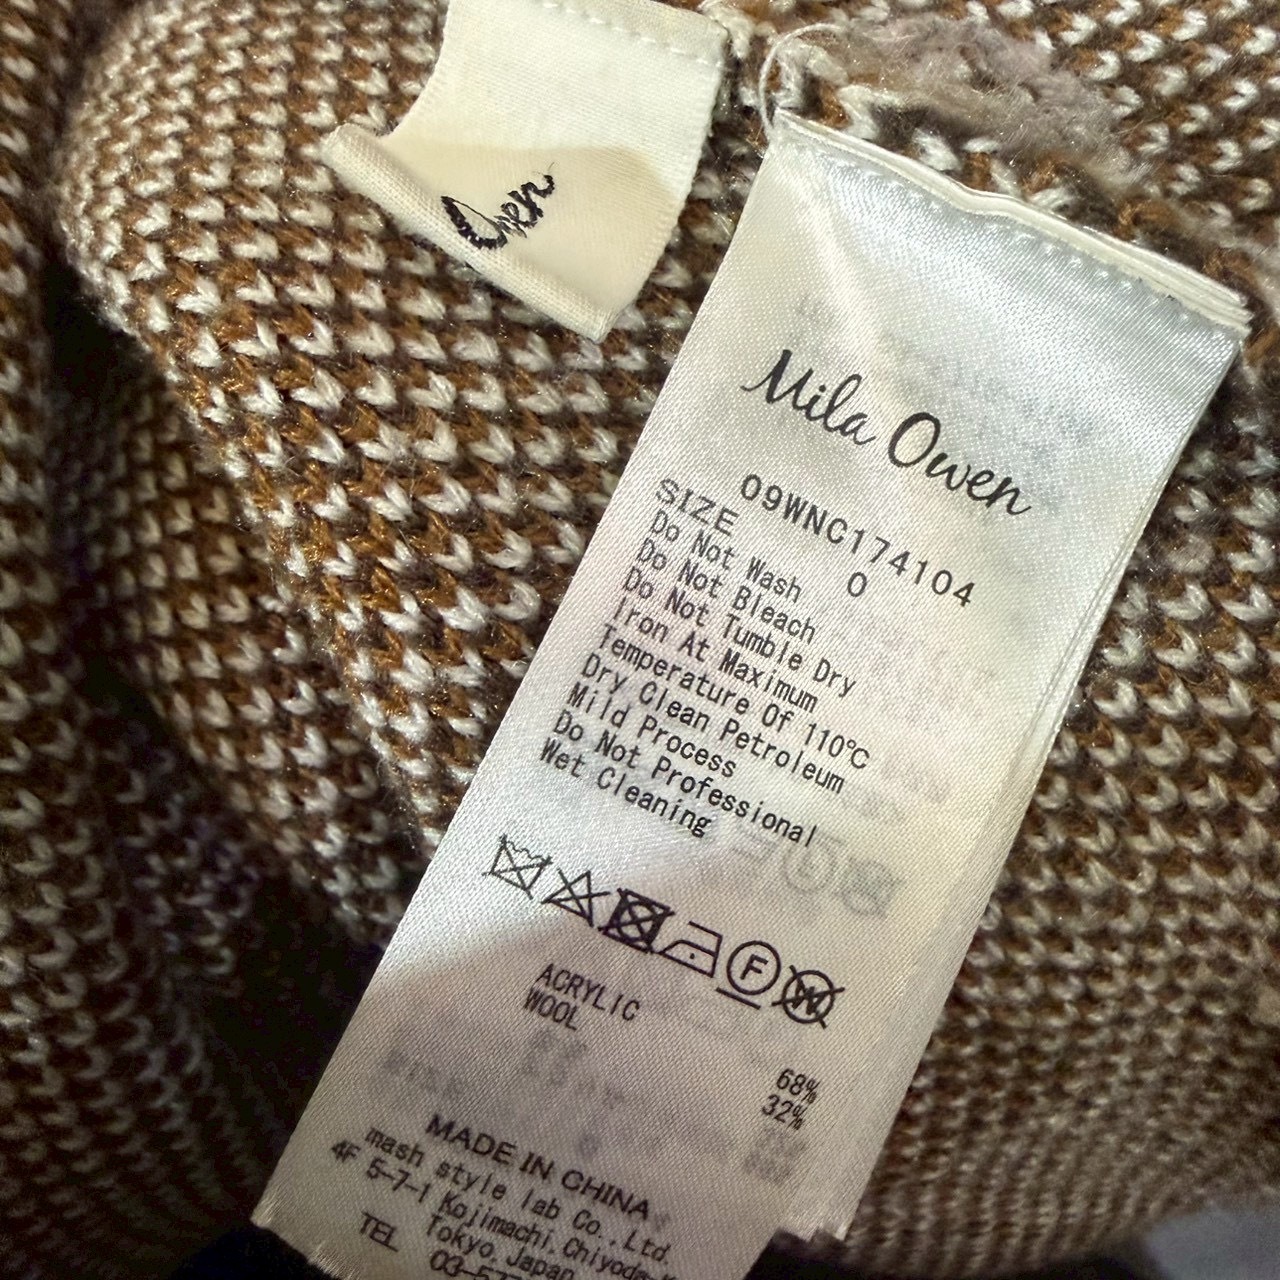 Owen
Mila Owen
09WNC174104
SIZE 0
Do Not Wash
Do Not Bleach
Do Not Tumble Dry
Iron At Maximum
Temperature Of 110℃
Dry Clean Petroleum
Mild Process
Do Not Professional
Wet Cleaning
F
W
ACRYLIC 68%
WOOL 32%
MADE IN CHINA
mash style lab Co.,Ltd.
4F 5-7-1 Kojimachi,Chiyoda-K
Tokyo,Japan
TEL 03-57